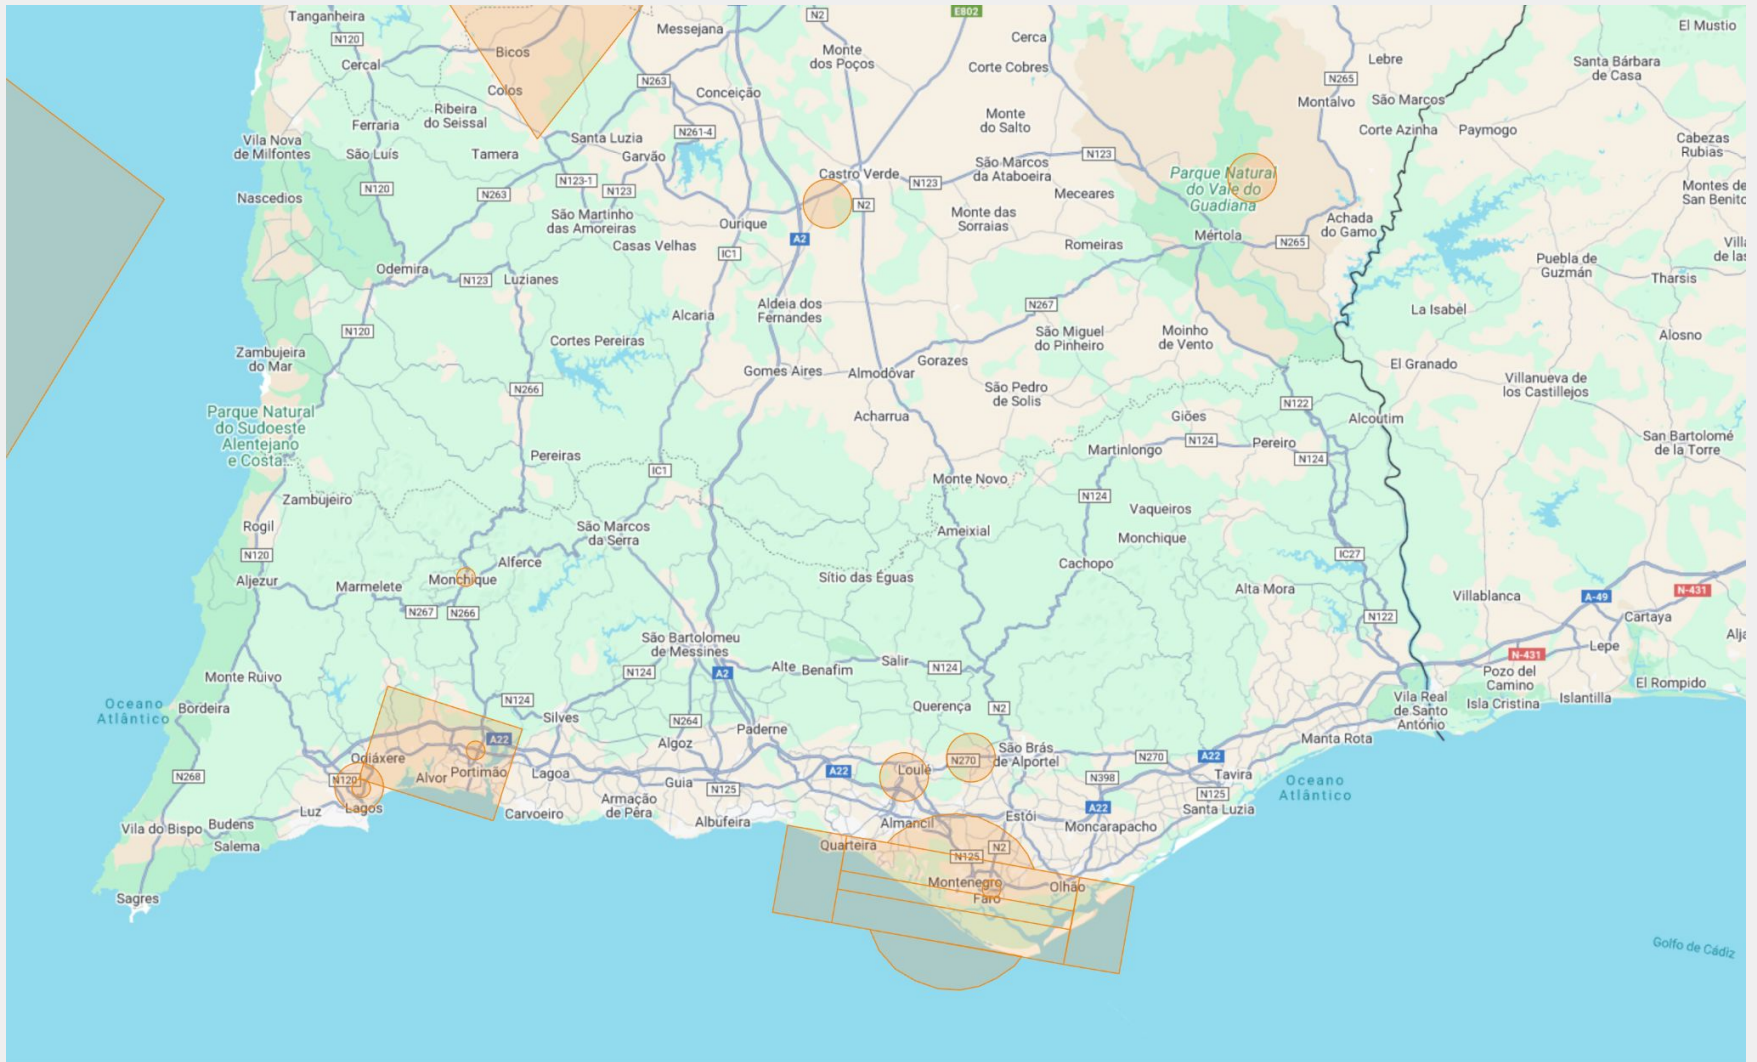 Tanganheira
N120
Cercal
Bicos
Colos
Messejana
N2
E802
Monte
dos Poços
Cerca
Corte Cobres
N263
Conceição
Lebre
N265
Montalvo
São Marcos
Santa Bárbara
de Casa
El Mustio
Ribeira
do Seissal
Ferraria
Vila Nova
de Milfontes
São Luís
Tamera
Santa Luzia
N261-4
Garvão
Monte
do Salto
Corte Azinha
Paymogo
Cabezas
Rubias
N120
N263
N123-1
N123
Castro Verde
N123
São Marcos
da Ataboeira
N123
Meceares
Parque Natural
do Vale do
Guadiana
Montes de
San Benito
Nascedios
São Martinho
das Amoreiras
Ourique
N2
Monte das
Sorraias
Achada
do Gamo
Casas Velhas
A2
IC1
Romeiras
Mértola
N265
Puebla de
Guzmán
Tharsis
Odemira
N123
Luzianes
Alcaria
Aldeia dos
Fernandes
N267
La Isabel
N120
Cortes Pereiras
São Miguel
do Pinheiro
Moinho
de Vento
Alosno
Zambujeira
do Mar
Gomes Aires
Almodôvar
Gorazes
El Granado
N266
São Pedro
de Solis
Villanueva de
los Castillejos
Parque Natural
do Sudoeste
Alentejano
e Costa...
Acharrua
N122
Giões
Alcoutim
N124
Pereiro
Martinlongo
N124
San Bartolomé
de la Torre
Pereiras
IC1
Monte Novo
N124
Zambujeiro
Vaqueiros
Rogil
São Marcos
da Serra
Ameixial
Monchique
N120
Alferce
IC27
Aljezur
Marmelete
Monchique
Sítio das Éguas
Cachopo
Alta Mora
Villablanca
A-49
N-431
N267
N266
N122
Cartaya
São Bartolomeu
de Messines
Lepe
N-431
Monte Ruivo
N124
A2
Alte
Benafim
Salir
N124
Pozo del
Camino
El Rompido
Oceano
Atlântico
Bordeira
N124
Silves
N264
Querença
N2
Vila Real
de Santo
António
Isla Cristina
Islantilla
Paderne
A22
Algoz
Manta Rota
Odiáxere
São Brás
de Alportel
N270
N270
A22
N268
N120
Alvor
Portimão
Lagoa
Guia
A22
Loulé
N398
Tavira
Oceano
Atlântico
N125
N125
Luz
Lagos
Carvoeiro
Armação
de Pêra
Albufeira
Almancil
Estói
A22
Santa Luzia
Moncarapacho
Vila do Bispo
Budens
Salema
Quarteira
N2
N125
Montenegro
Olhão
Faro
Sagres
Golfo de Cádiz